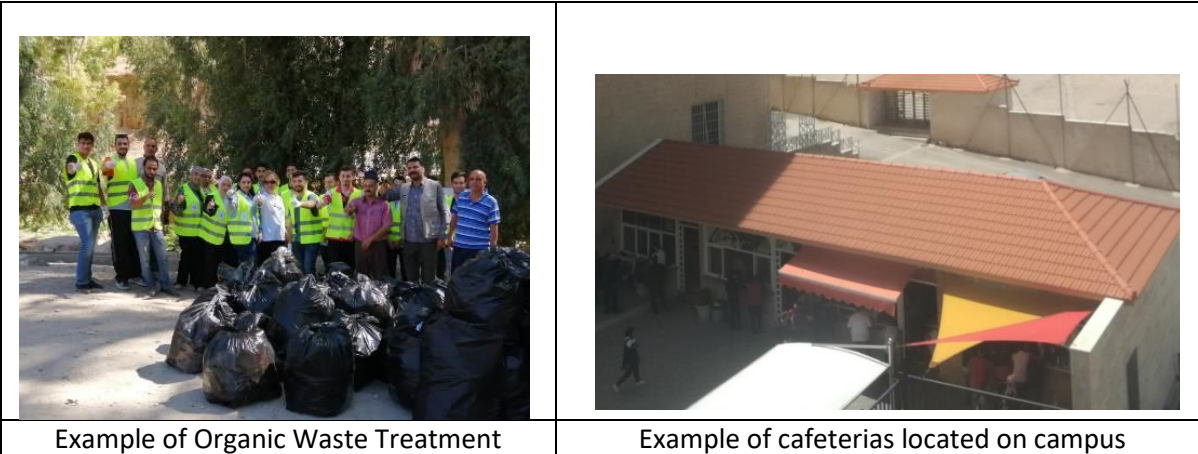 Example of Organic Waste Treatment
Example of cafeterias located on campus